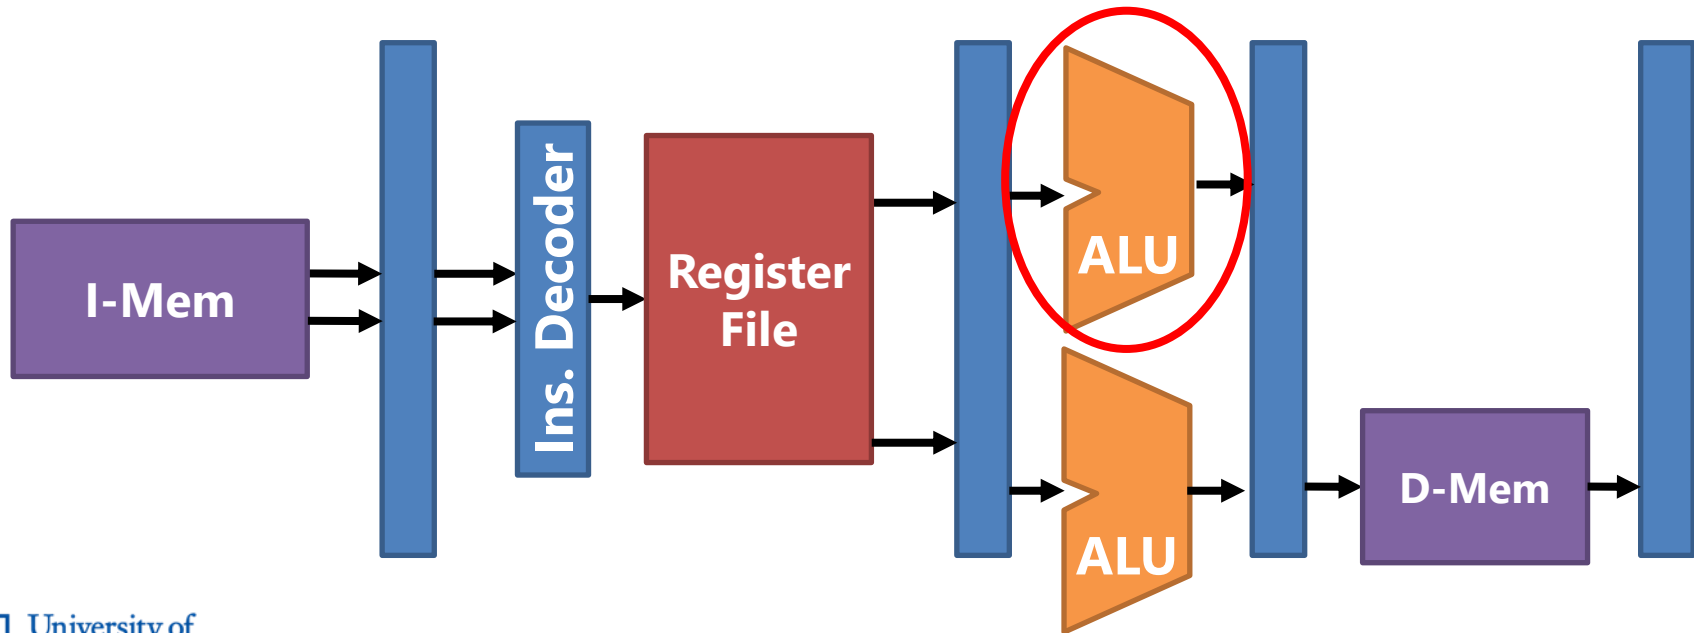 I-Mem
Ins. Decoder
Register
File
ALU
ALU
D-Mem
University of